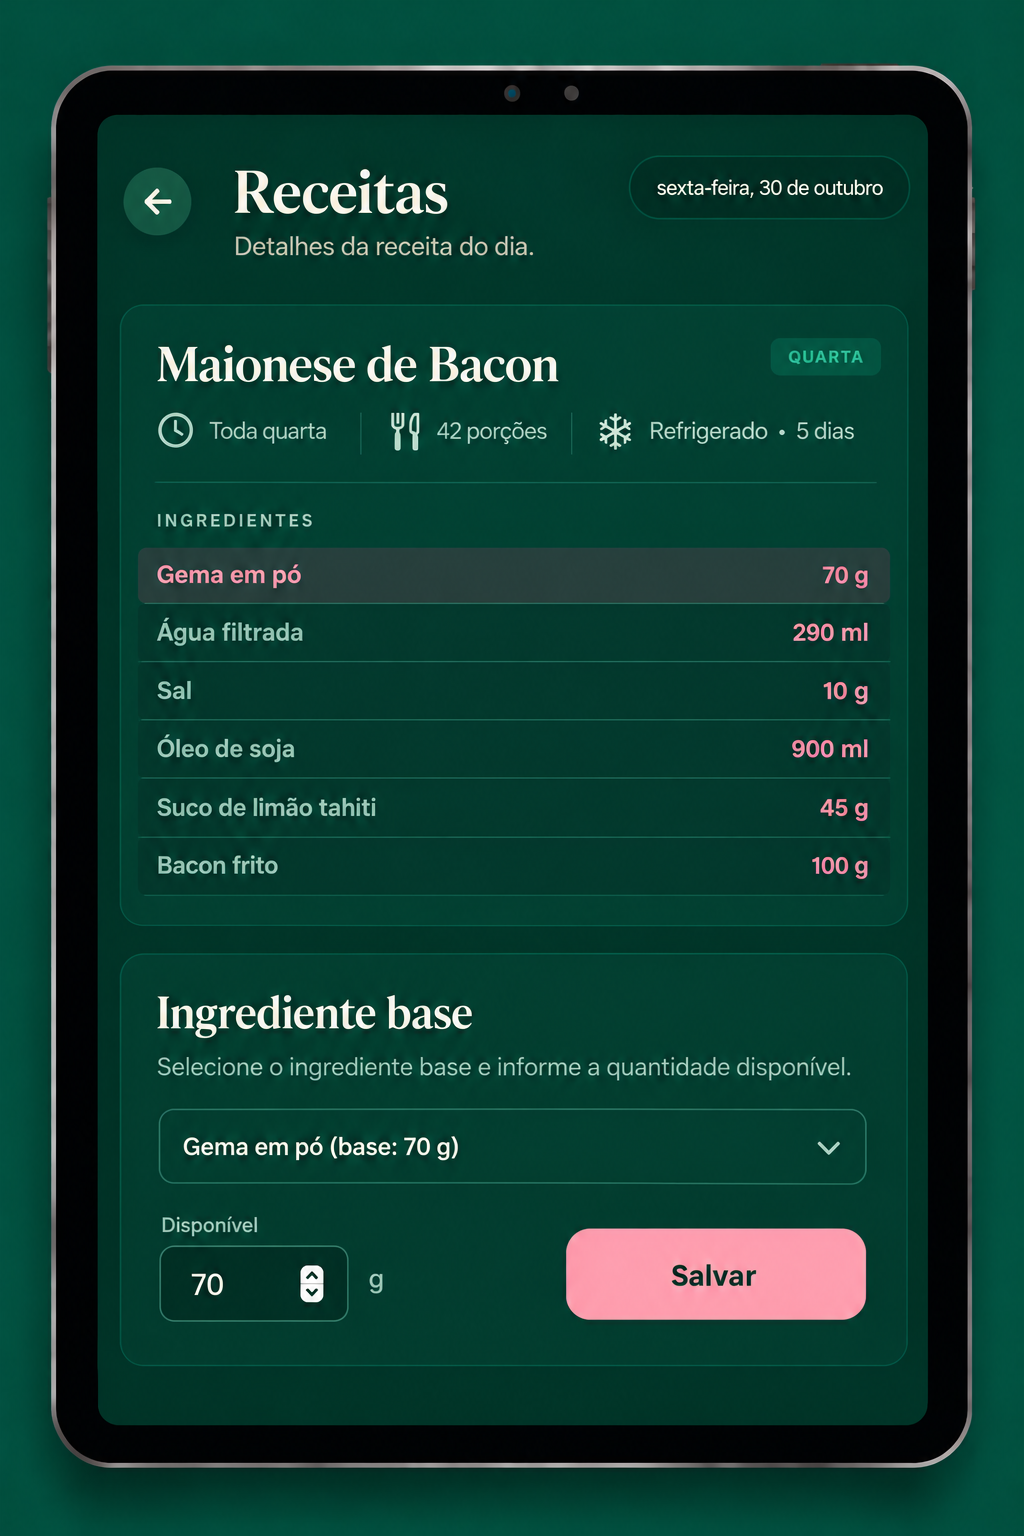 Receitas
Detalhes da receita do dia.
sexta-feira, 30 de outubro
Maionese de Bacon
QUARTA
Toda quarta
42 porções
Refrigerado • 5 dias
INGREDIENTES
Gema em pó 70 g
Água filtrada 290 ml
Sal 10 g
Óleo de soja 900 ml
Suco de limão tahiti 45 g
Bacon frito 100 g
Ingrediente base
Selecione o ingrediente base e informe a quantidade disponível.
Gema em pó (base: 70 g)
Disponível
70 g
Salvar